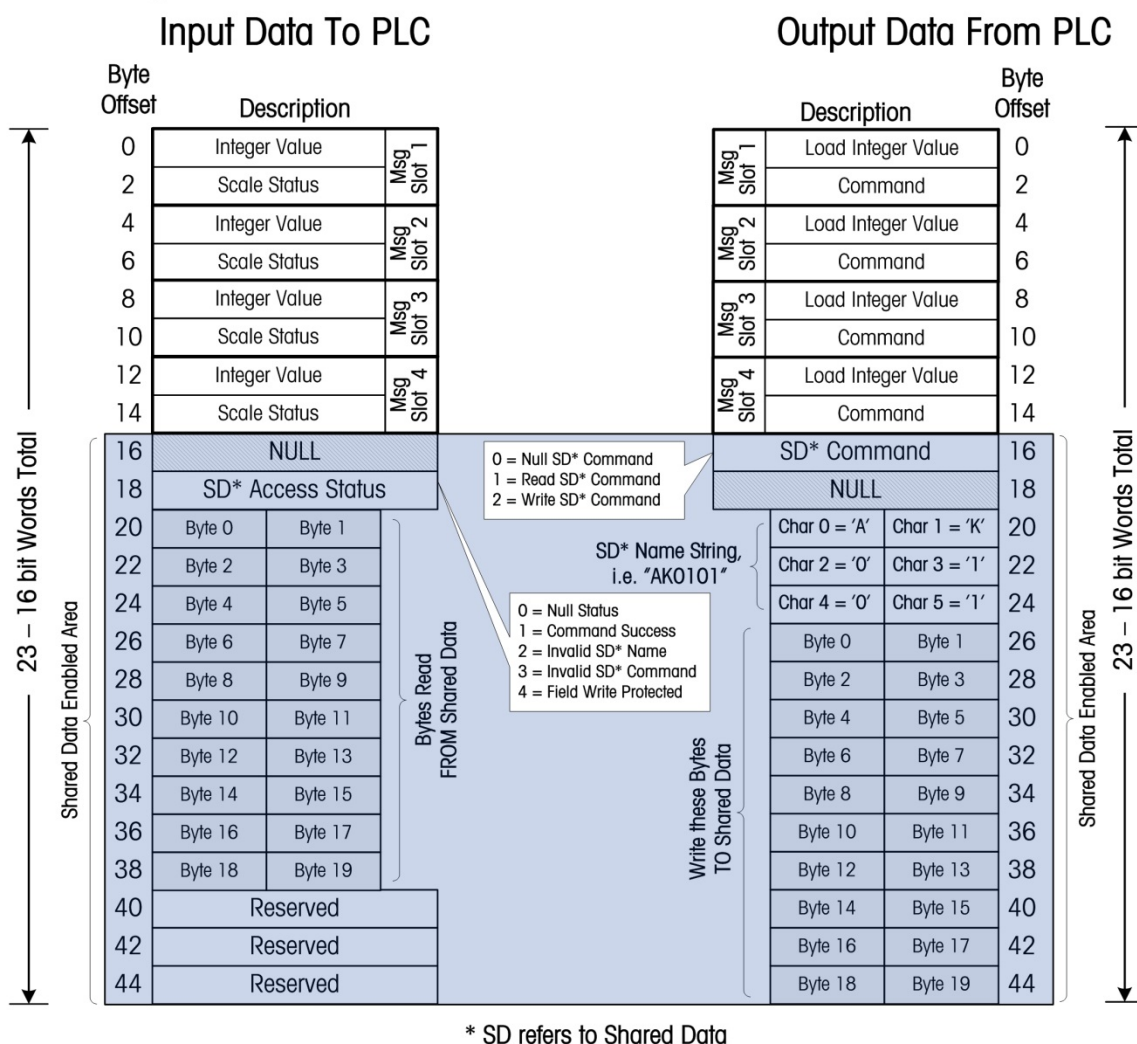 Input Data To PLC
Output Data From PLC
Byte Offset
Description
Description
Byte Offset
23 – 16 bit Words Total
Shared Data Enabled Area
0 Integer Value
2 Scale Status
Msg Slot 1
4 Integer Value
6 Scale Status
Msg Slot 2
8 Integer Value
10 Scale Status
Msg Slot 3
12 Integer Value
14 Scale Status
Msg Slot 4
16 NULL
18 SD* Access Status
20 Byte 0 Byte 1
22 Byte 2 Byte 3
24 Byte 4 Byte 5
26 Byte 6 Byte 7
28 Byte 8 Byte 9
30 Byte 10 Byte 11
32 Byte 12 Byte 13
34 Byte 14 Byte 15
36 Byte 16 Byte 17
38 Byte 18 Byte 19
40 Reserved
42 Reserved
44 Reserved
Bytes Read
FROM Shared Data
0 = Null SD* Command
1 = Read SD* Command
2 = Write SD* Command
SD* Name String,
i.e. "AK0101"
0 = Null Status
1 = Command Success
2 = Invalid SD* Name
3 = Invalid SD* Command
4 = Field Write Protected
Write these Bytes
TO Shared Data
Msg Slot 1
Load Integer Value 0
Command 2
Msg Slot 2
Load Integer Value 4
Command 6
Msg Slot 3
Load Integer Value 8
Command 10
Msg Slot 4
Load Integer Value 12
Command 14
SD* Command 16
NULL 18
Char 0 = 'A' Char 1 = 'K' 20
Char 2 = '0' Char 3 = '1' 22
Char 4 = '0' Char 5 = '1' 24
Byte 0 Byte 1 26
Byte 2 Byte 3 28
Byte 4 Byte 5 30
Byte 6 Byte 7 32
Byte 8 Byte 9 34
Byte 10 Byte 11 36
Byte 12 Byte 13 38
Byte 14 Byte 15 40
Byte 16 Byte 17 42
Byte 18 Byte 19 44
Shared Data Enabled Area
23 – 16 bit Words Total
* SD refers to Shared Data